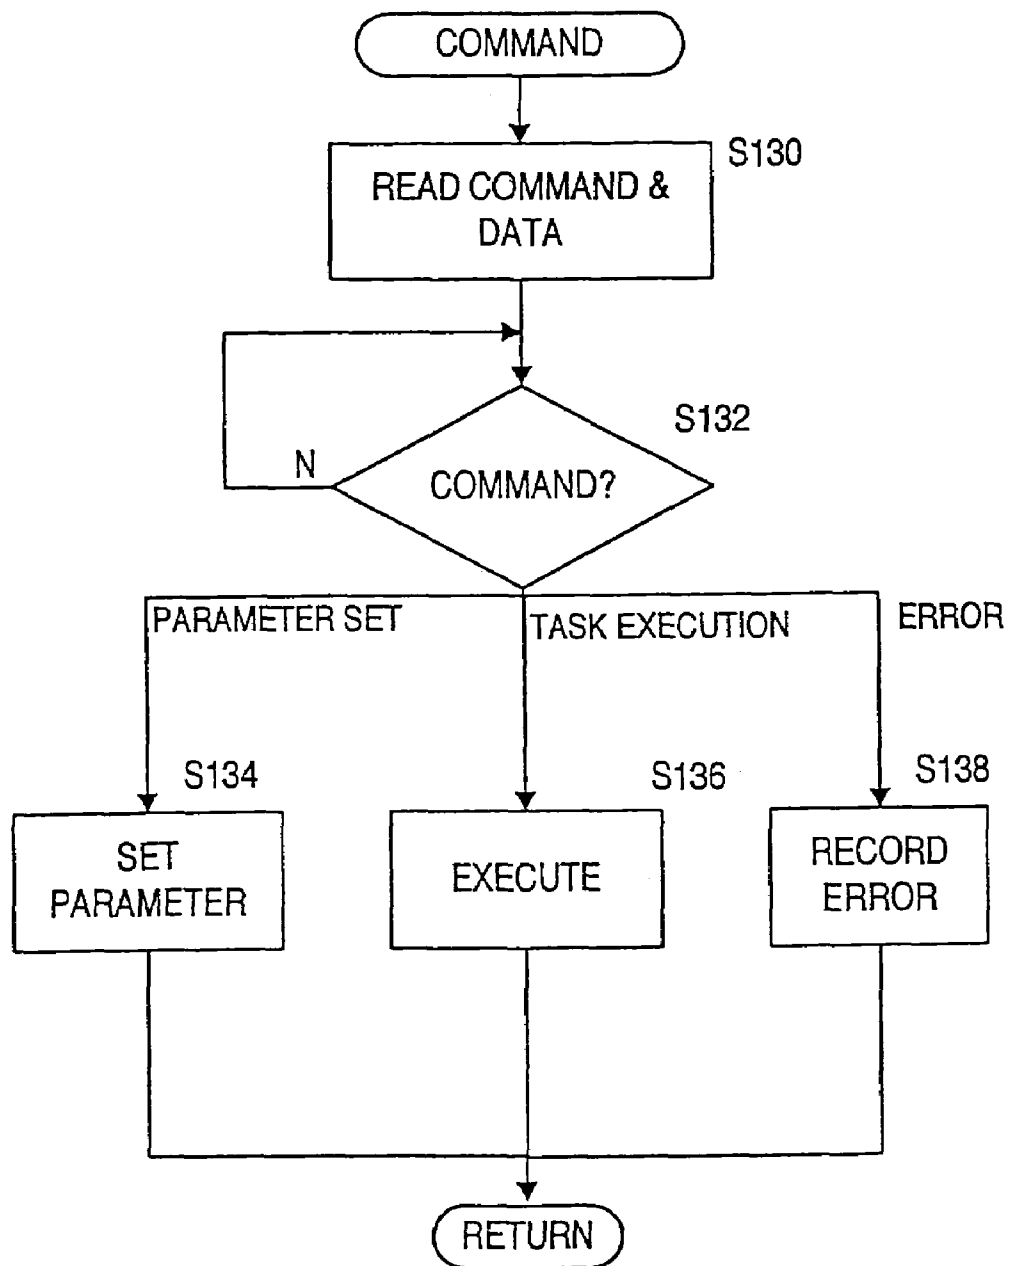 COMMAND
S130
READ COMMAND &
DATA
S132
N
COMMAND?
PARAMETER SET
TASK EXECUTION
ERROR
S134
S136
S138
SET
PARAMETER
EXECUTE
RECORD
ERROR
RETURN